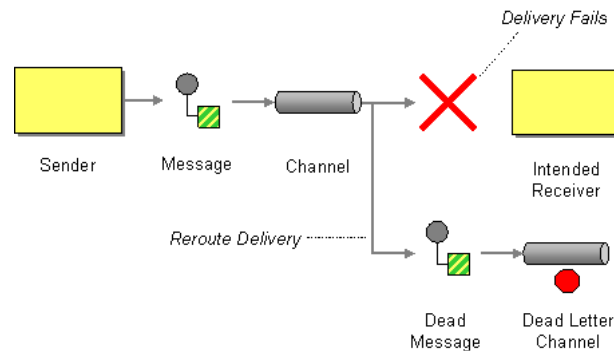 Delivery Fails
Sender
Message
Channel
Intended
Receiver
Reroute Delivery
Dead
Message
Dead Letter
Channel